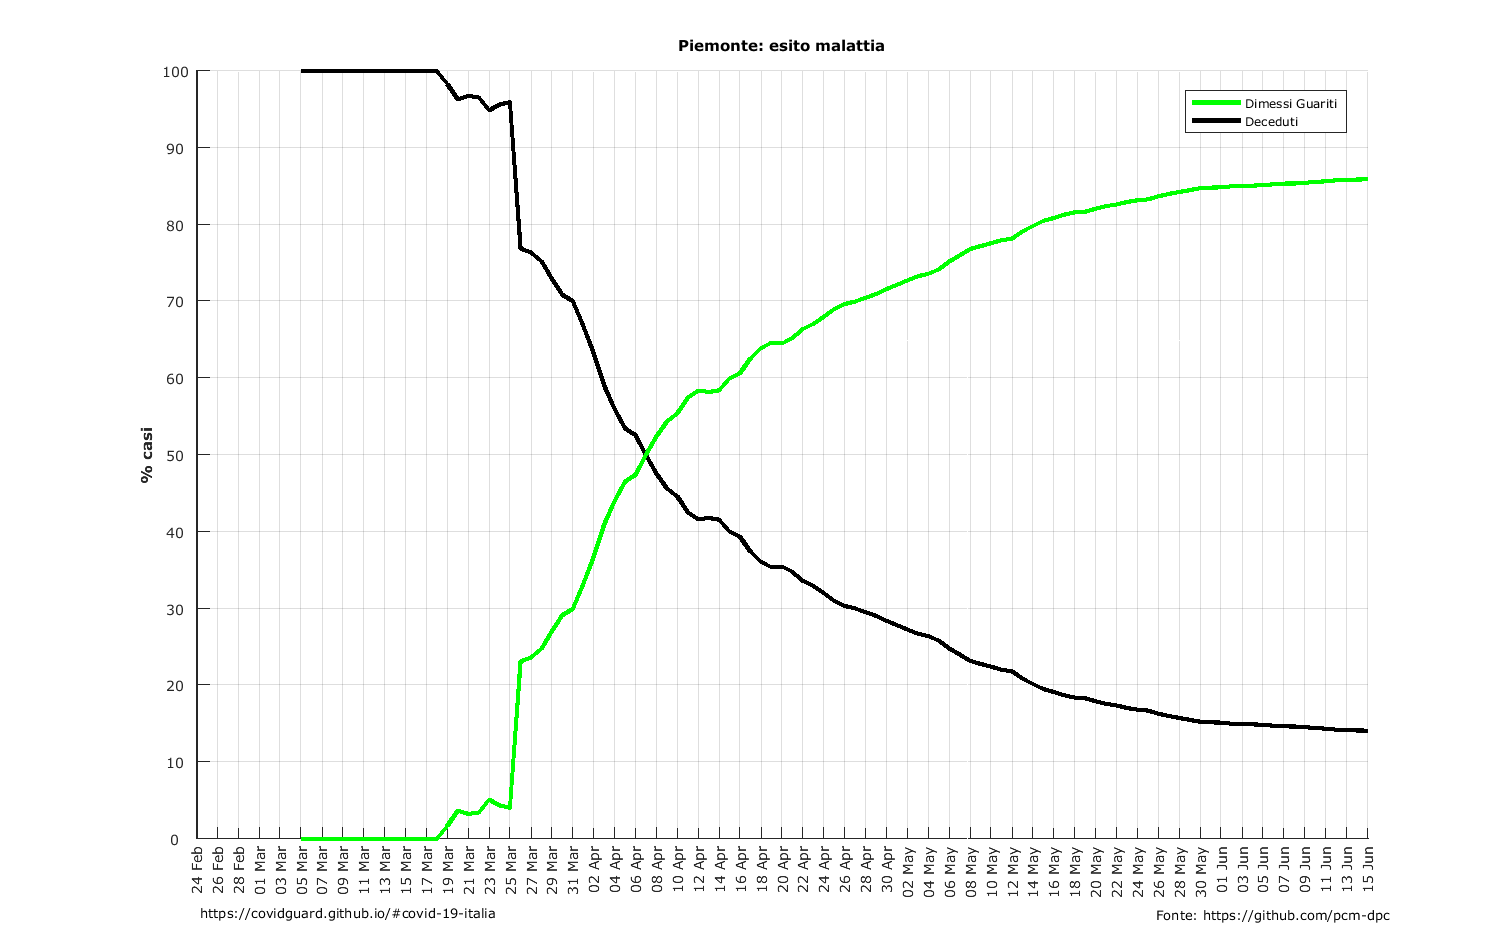 Piemonte: esito malattia
100
90
80
70
60
50
40
30
20
10
0
% casi
Dimessi Guariti
Deceduti
24 Feb
26 Feb
28 Feb
01 Mar
03 Mar
05 Mar
07 Mar
09 Mar
11 Mar
13 Mar
15 Mar
17 Mar
19 Mar
21 Mar
23 Mar
25 Mar
27 Mar
29 Mar
31 Mar
02 Apr
04 Apr
06 Apr
08 Apr
10 Apr
12 Apr
14 Apr
16 Apr
18 Apr
20 Apr
22 Apr
24 Apr
26 Apr
28 Apr
30 Apr
02 May
04 May
06 May
08 May
10 May
12 May
14 May
16 May
18 May
20 May
22 May
24 May
26 May
28 May
30 May
01 Jun
03 Jun
05 Jun
07 Jun
09 Jun
11 Jun
13 Jun
15 Jun
https://covidguard.github.io/#covid-19-italia
Fonte: https://github.com/pcm-dpc